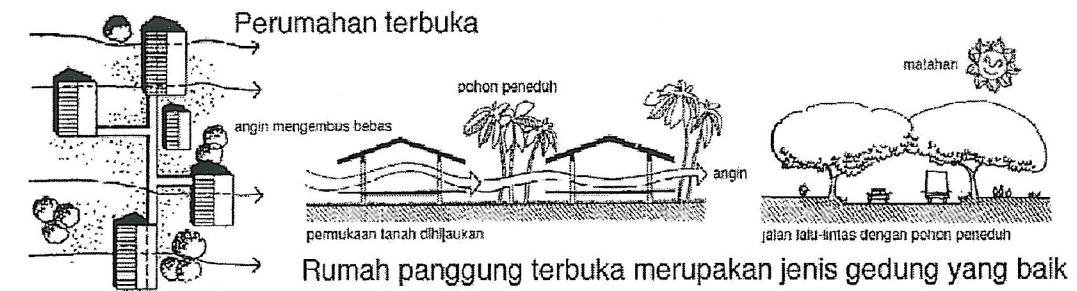 Perumahan terbuka
matahari
pohon peneduh
angin mengembus bebas
angin
permukaan tanah dihijaukan
jalan lalu-lintas dengan pohon peneduh
Rumah panggung terbuka merupakan jenis gedung yang baik